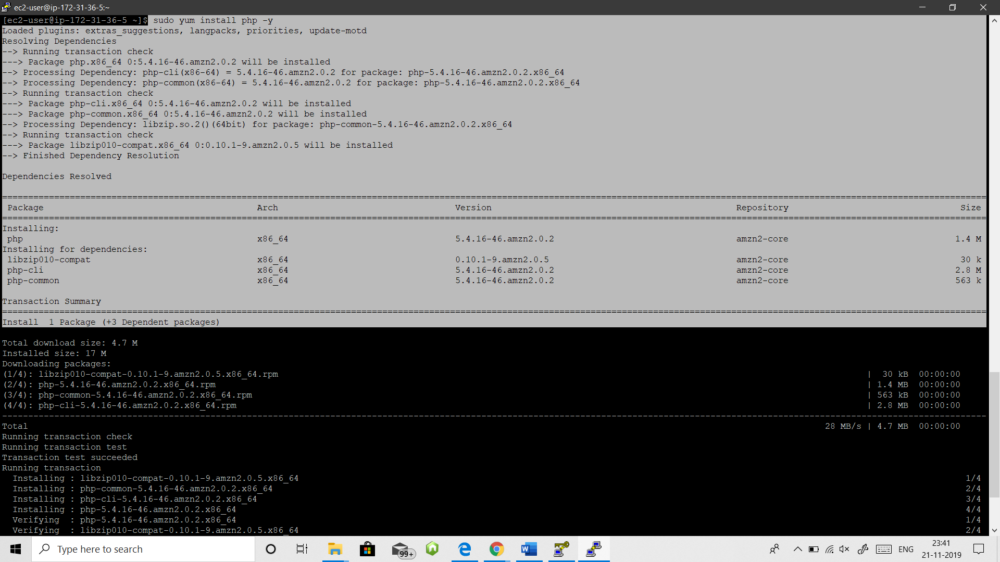 ec2-user@ip-172-31-36-5:~
[ec2-user@ip-172-31-36-5 ~]$ sudo yum install php -y
Loaded plugins: extras_suggestions, langpacks, priorities, update-motd
Resolving Dependencies
--> Running transaction check
---> Package php.x86_64 0:5.4.16-46.amzn2.0.2 will be installed
--> Processing Dependency: php-cli(x86-64) = 5.4.16-46.amzn2.0.2 for package: php-5.4.16-46.amzn2.0.2.x86_64
--> Processing Dependency: php-common(x86-64) = 5.4.16-46.amzn2.0.2 for package: php-5.4.16-46.amzn2.0.2.x86_64
--> Running transaction check
---> Package php-cli.x86_64 0:5.4.16-46.amzn2.0.2 will be installed
---> Package php-common.x86_64 0:5.4.16-46.amzn2.0.2 will be installed
--> Processing Dependency: libzip.so.2()(64bit) for package: php-common-5.4.16-46.amzn2.0.2.x86_64
--> Running transaction check
---> Package libzip010-compat.x86_64 0:0.10.1-9.amzn2.0.5 will be installed
--> Finished Dependency Resolution
Dependencies Resolved
Package Arch Version Repository Size
Installing:
php x86_64 5.4.16-46.amzn2.0.2 amzn2-core 1.4 M
Installing for dependencies:
libzip010-compat x86_64 0.10.1-9.amzn2.0.5 amzn2-core 30 k
php-cli x86_64 5.4.16-46.amzn2.0.2 amzn2-core 2.8 M
php-common x86_64 5.4.16-46.amzn2.0.2 amzn2-core 563 k
Transaction Summary
Install 1 Package (+3 Dependent packages)
Total download size: 4.7 M
Installed size: 17 M
Downloading packages:
(1/4): libzip010-compat-0.10.1-9.amzn2.0.5.x86_64.rpm | 30 kB 00:00:00
(2/4): php-5.4.16-46.amzn2.0.2.x86_64.rpm | 1.4 MB 00:00:00
(3/4): php-common-5.4.16-46.amzn2.0.2.x86_64.rpm | 563 kB 00:00:00
(4/4): php-cli-5.4.16-46.amzn2.0.2.x86_64.rpm | 2.8 MB 00:00:00
Total 28 MB/s | 4.7 MB 00:00:00
Running transaction check
Running transaction test
Transaction test succeeded
Running transaction
Installing : libzip010-compat-0.10.1-9.amzn2.0.5.x86_64 1/4
Installing : php-common-5.4.16-46.amzn2.0.2.x86_64 2/4
Installing : php-cli-5.4.16-46.amzn2.0.2.x86_64 3/4
Installing : php-5.4.16-46.amzn2.0.2.x86_64 4/4
Verifying : php-5.4.16-46.amzn2.0.2.x86_64 1/4
Verifying : libzip010-compat-0.10.1-9.amzn2.0.5.x86_64 2/4
Type here to search
99+
ENG
23:41
21-11-2019